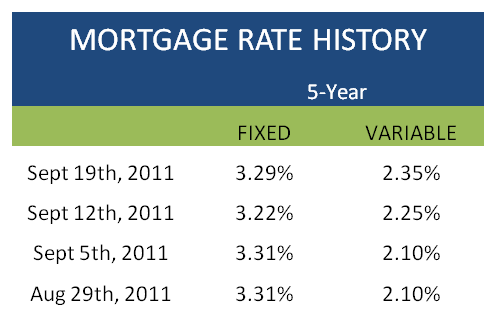 MORTGAGE RATE HISTORY
5-Year
FIXED VARIABLE
Sept 19th, 2011 3.29% 2.35%
Sept 12th, 2011 3.22% 2.25%
Sept 5th, 2011 3.31% 2.10%
Aug 29th, 2011 3.31% 2.10%